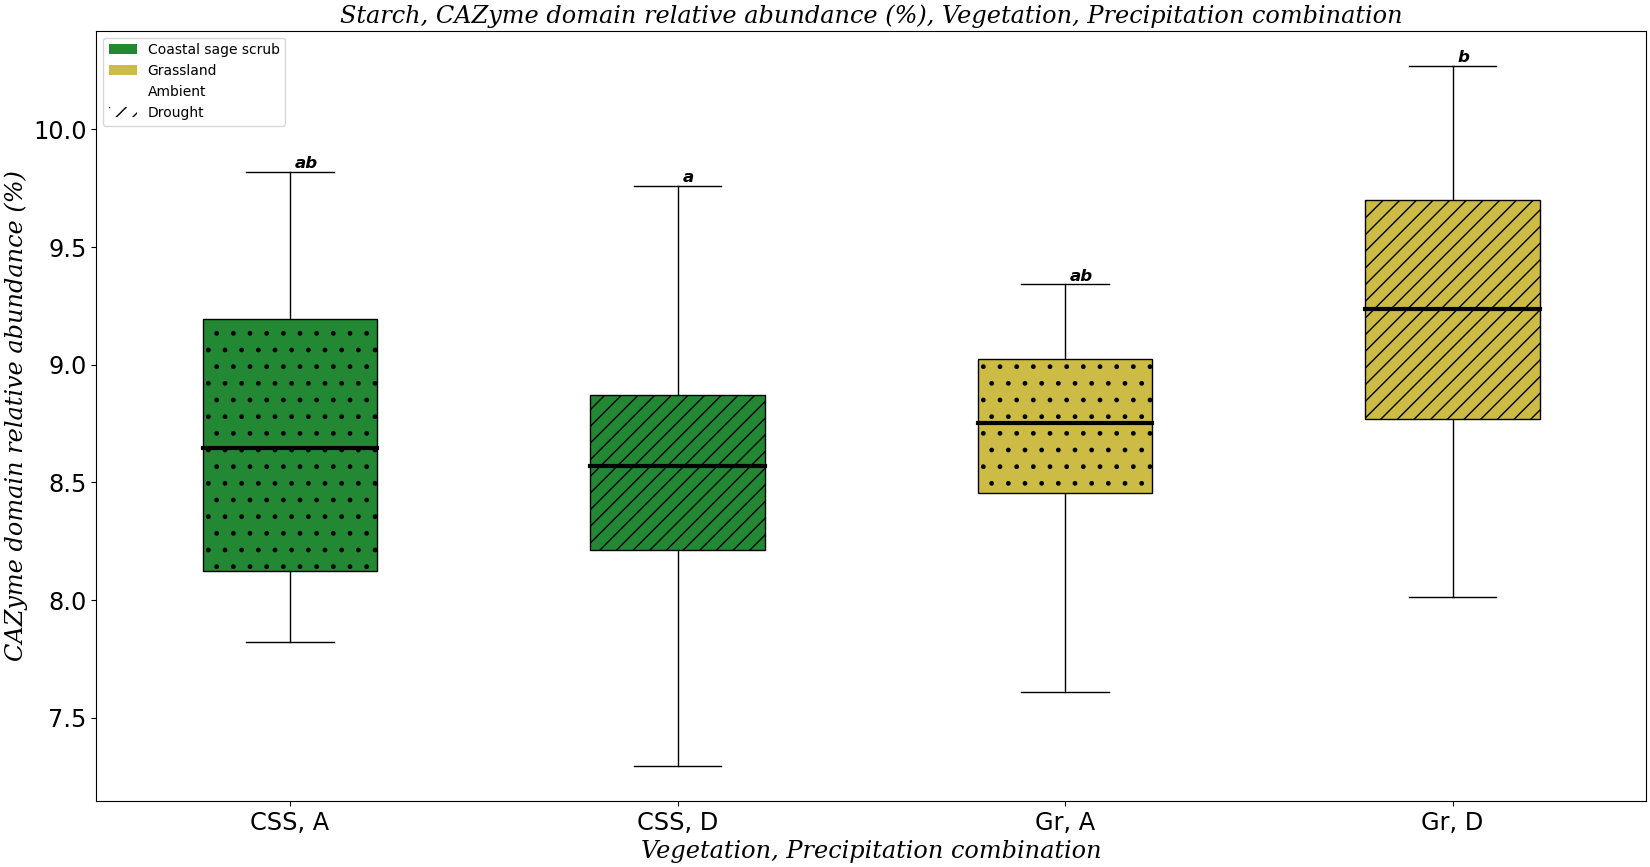 Starch, CAZyme domain relative abundance (%), Vegetation, Precipitation combination
Coastal sage scrub
Grassland
Ambient
Drought
CAZyme domain relative abundance (%)
10.0
9.5
9.0
8.5
8.0
7.5
ab
a
ab
b
CSS, A
CSS, D
Gr, A
Gr, D
Vegetation, Precipitation combination